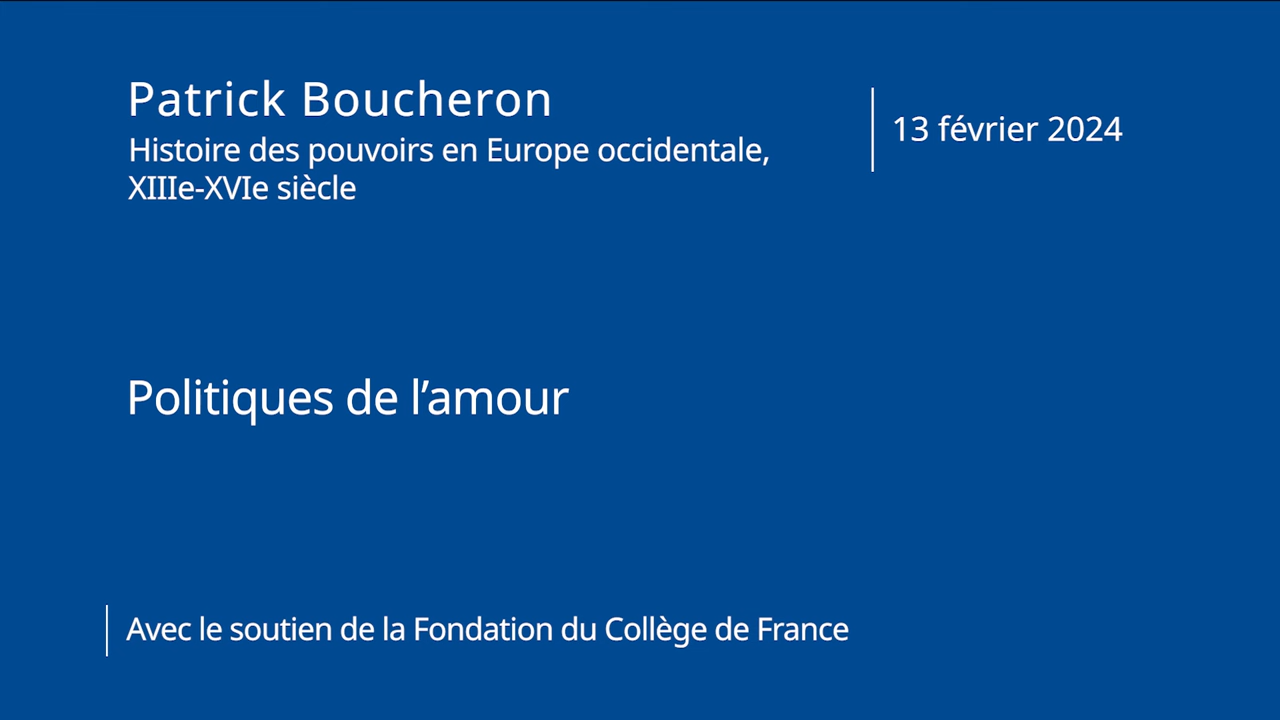 Patrick Boucheron
Histoire des pouvoirs en Europe occidentale,
XIIIe-XVIe siècle
13 février 2024
Politiques de l’amour
Avec le soutien de la Fondation du Collège de France